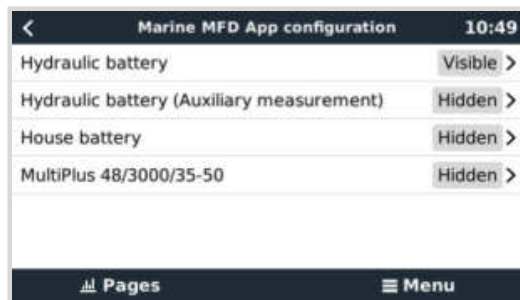 Marine MFD App configuration 10:49
Hydraulic battery Visible
Hydraulic battery (Auxiliary measurement) Hidden
House battery Hidden
MultiPlus 48/3000/35-50 Hidden
Pages Menu